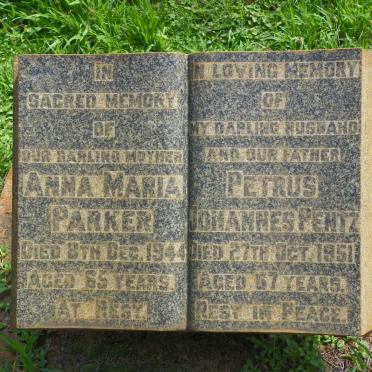 IN
SACRED MEMORY
OF
OUR DARLING MOTHER
ANNA MARIA
PARKER
DIED 8TH DEC. 1944
AGED 65 YEARS.
AT REST.
IN LOVING MEMORY
OF
MY DARLING HUSBAND
AND OUR FATHER
PETRUS
JOHANNES PENTZ
DIED 27TH OCT. 1951
AGED 67 YEARS.
REST IN PEACE.